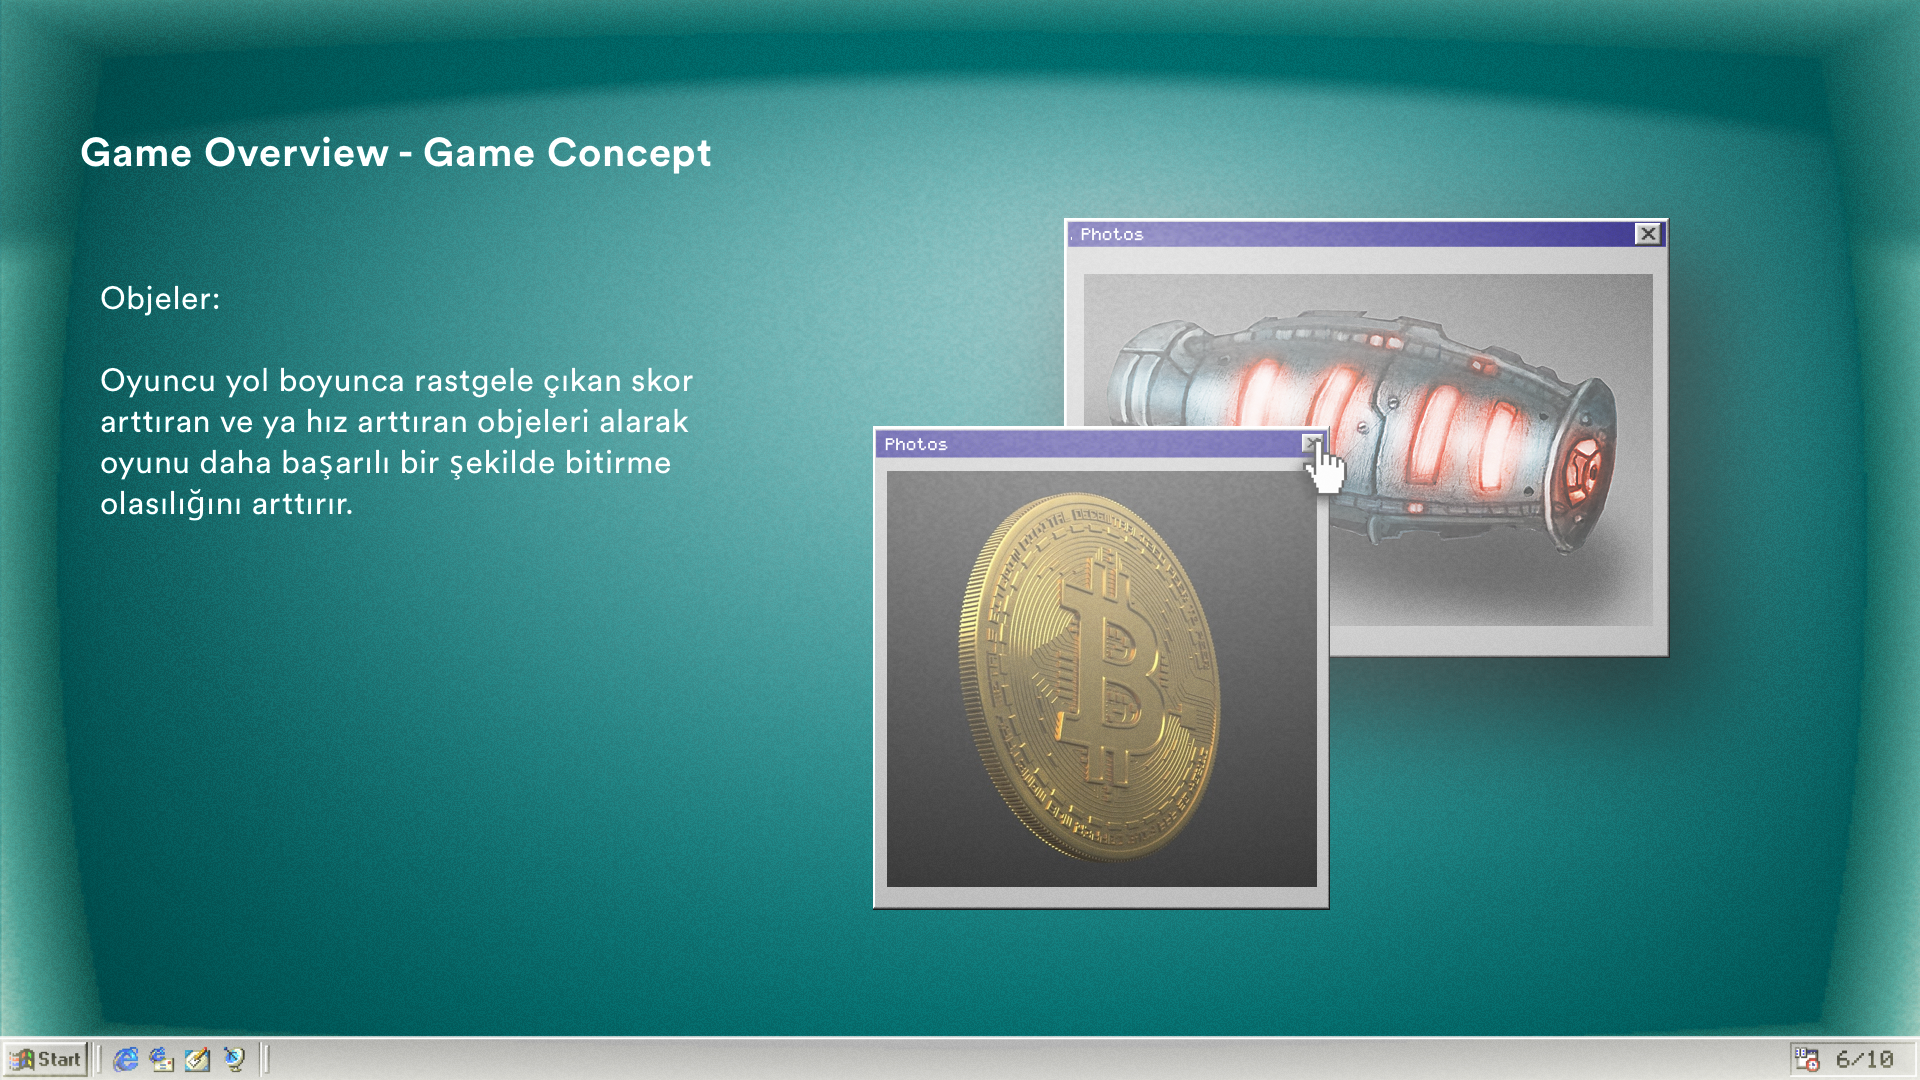 Game Overview - Game Concept
Objeler:
Oyuncu yol boyunca rastgele çıkan skor
arttıran ve ya hız arttıran objeleri alarak
oyunu daha başarılı bir şekilde bitirme
olasılığını arttırır.
. Photos
Photos
Start
6/10